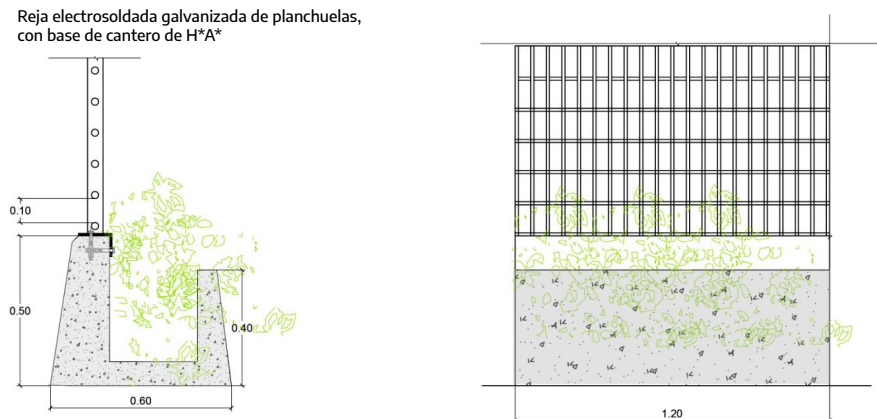 Reja electrosoldada galvanizada de planchuelas,
con base de cantero de H*A*
0.10
0.50
0.40
0.60
1.20